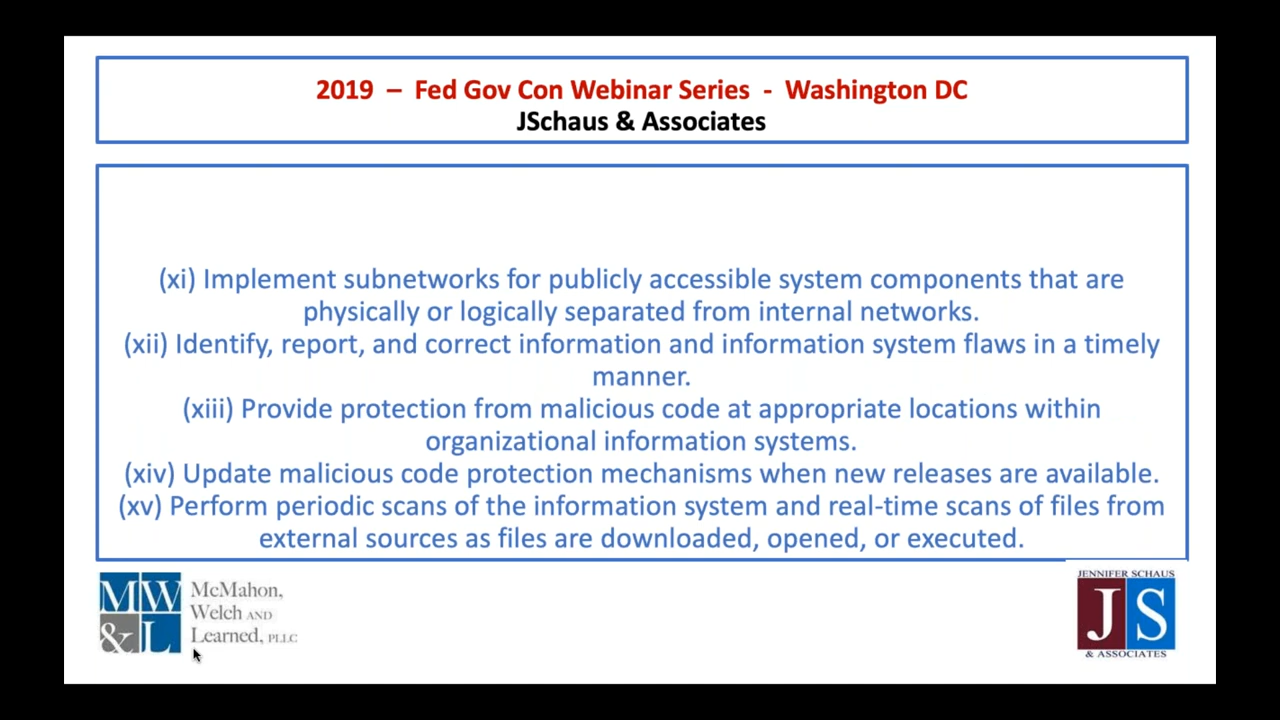 2019 – Fed Gov Con Webinar Series - Washington DC
JSchaus & Associates
(xi) Implement subnetworks for publicly accessible system components that are
physically or logically separated from internal networks.
(xii) Identify, report, and correct information and information system flaws in a timely
manner.
(xiii) Provide protection from malicious code at appropriate locations within
organizational information systems.
(xiv) Update malicious code protection mechanisms when new releases are available.
(xv) Perform periodic scans of the information system and real-time scans of files from
external sources as files are downloaded, opened, or executed.
MW
&L
McMahon,
Welch AND
Learned, PLLC
JENNIFER SCHAUS
JS
& ASSOCIATES